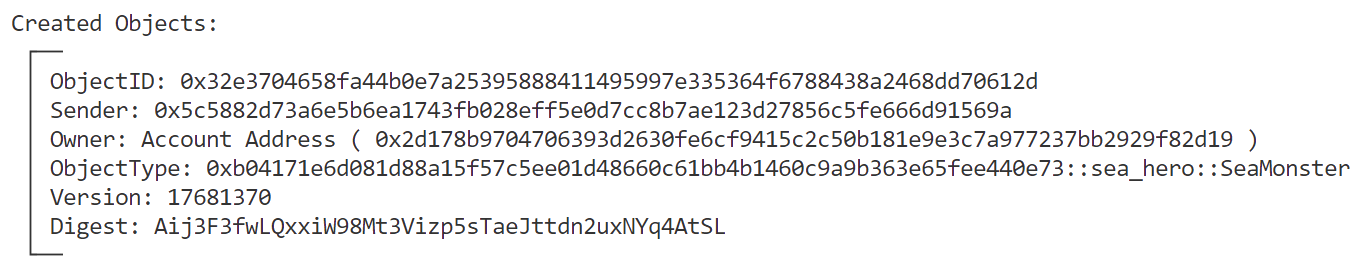 Created Objects:
ObjectID: 0x32e3704658fa44b0e7a25395888411495997e335364f6788438a2468dd70612d
Sender: 0x5c5882d73a6e5b6ea1743fb028eff5e0d7cc8b7ae123d27856c5fe666d91569a
Owner: Account Address ( 0x2d178b9704706393d2630fe6cf9415c2c50b181e9e3c7a977237bb2929f82d19 )
ObjectType: 0xb04171e6d081d88a15f57c5ee01d48660c61bb4b1460c9a9b363e65fee440e73::sea_hero::SeaMonster
Version: 17681370
Digest: Aij3F3fwLQxxiW98Mt3Vizp5sTaeJttdn2uxNYq4AtSL